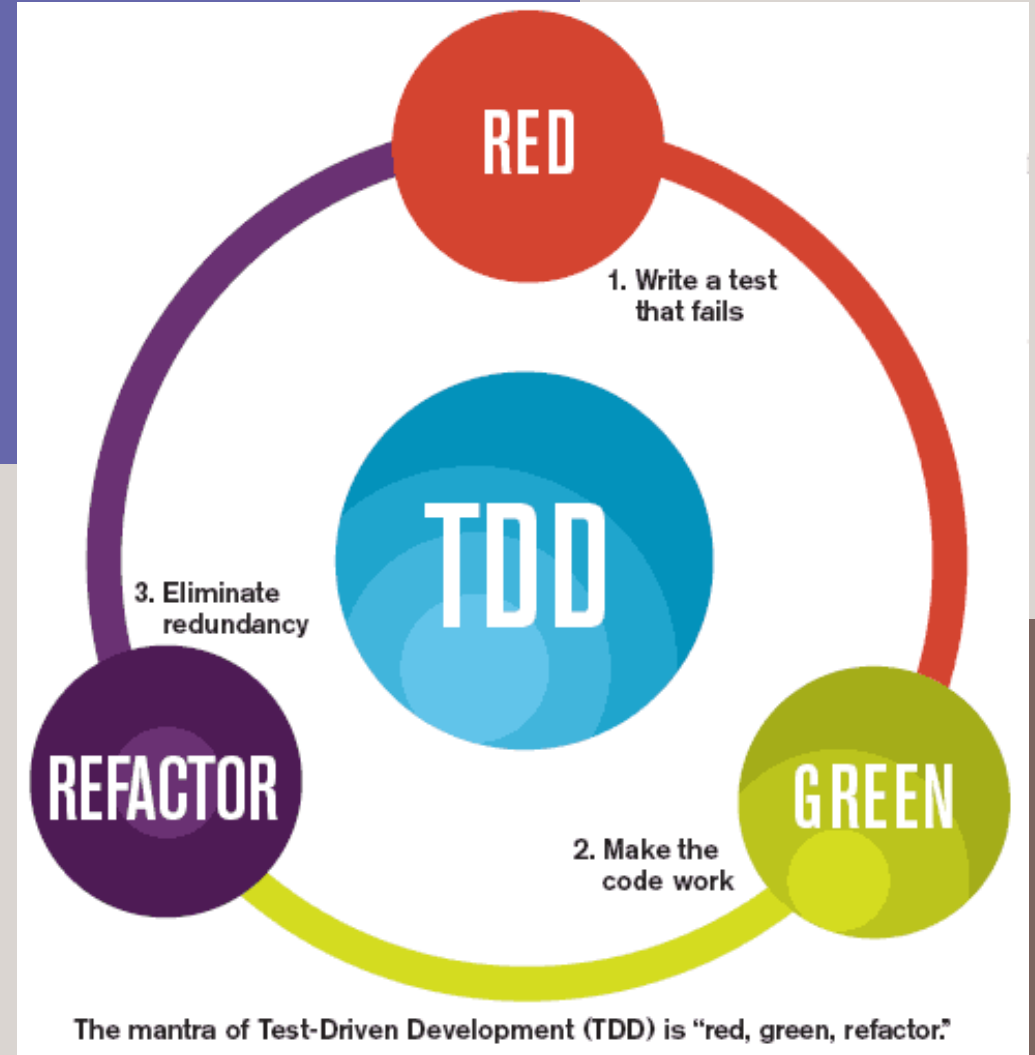 RED
1. Write a test
that fails
TDD
3. Eliminate
redundancy
REFACTOR
GREEN
2. Make the
code work
The mantra of Test-Driven Development (TDD) is “red, green, refactor.”